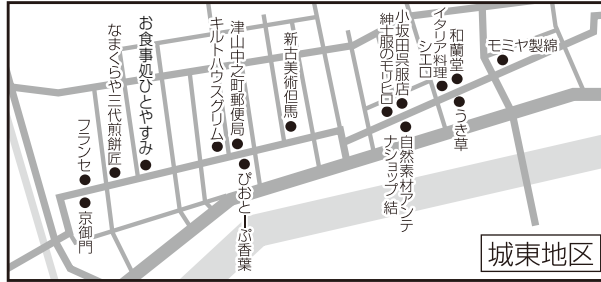 フランセ
京御門
なまくらや三代煎餅匠
お食事処ひとやすみ
キルトハウスグリム
津山中之町郵便局
ぴおとーぷ香葉
新古美術但馬
紳士服のモリヒロ
小坂田呉服店
自然素材アンテ
ナショップ 結
イタリア料理
シエロ
和蘭堂
うき草
モミヤ製綿
城東地区